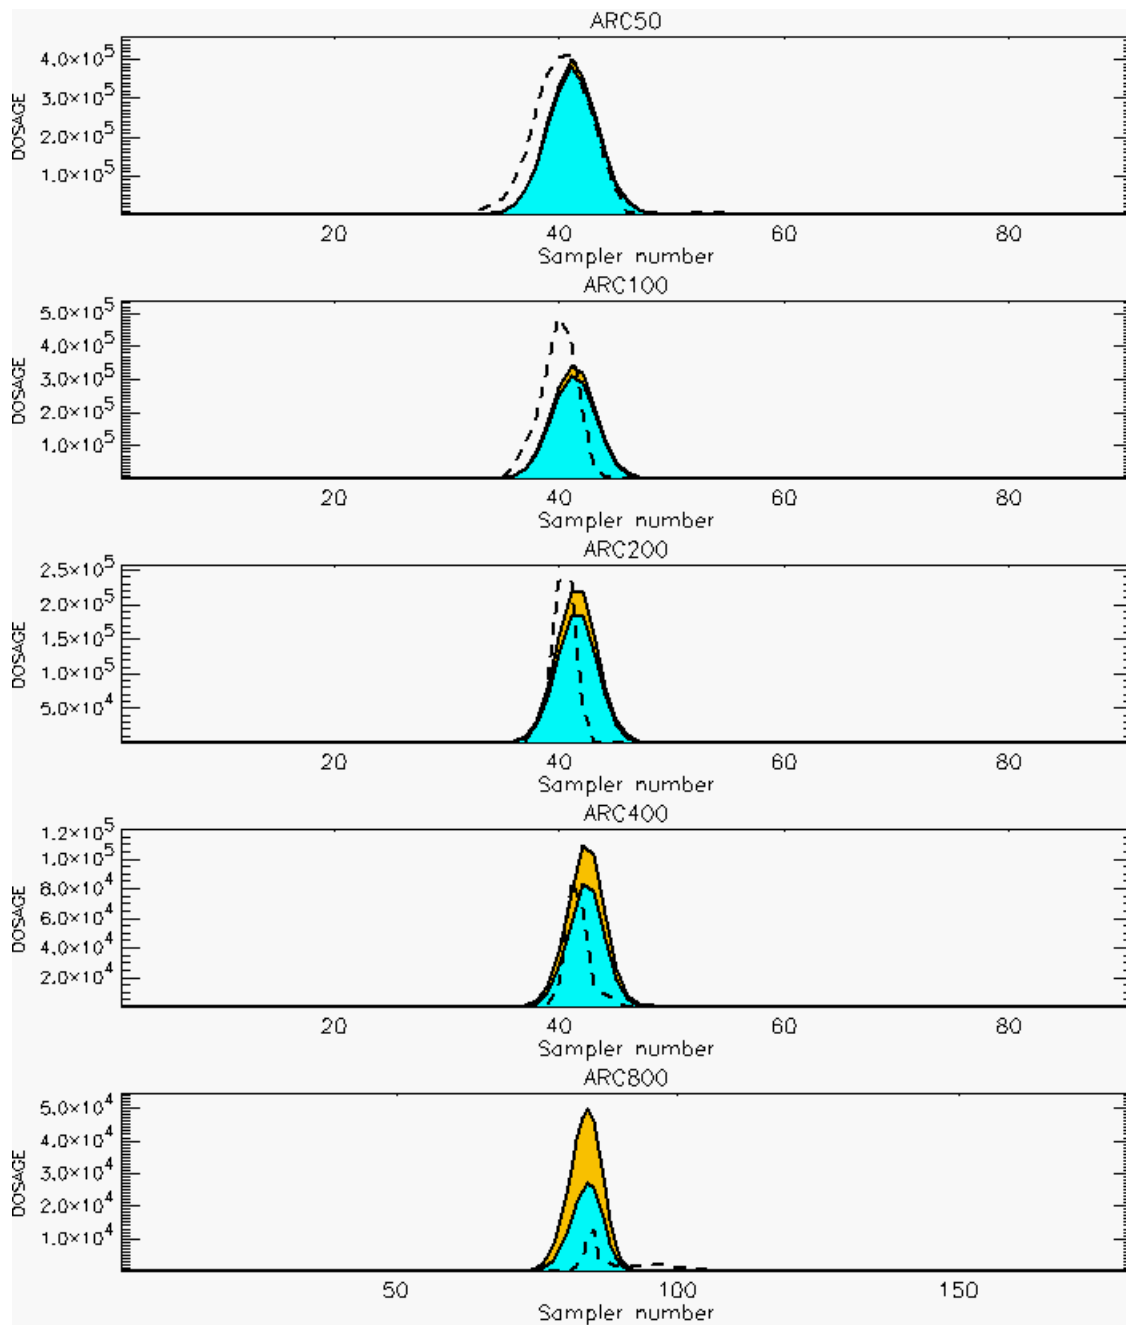 ARC50
4.0×10⁵
3.0×10⁵
2.0×10⁵
1.0×10⁵
DOSAGE
20 40 60 80
Sampler number
ARC100
5.0×10⁵
4.0×10⁵
3.0×10⁵
2.0×10⁵
1.0×10⁵
DOSAGE
20 40 60 80
Sampler number
ARC200
2.5×10⁵
2.0×10⁵
1.5×10⁵
1.0×10⁵
5.0×10⁴
DOSAGE
20 40 60 80
Sampler number
ARC400
1.2×10⁵
1.0×10⁵
8.0×10⁴
6.0×10⁴
4.0×10⁴
2.0×10⁴
DOSAGE
20 40 60 80
Sampler number
ARC800
5.0×10⁴
4.0×10⁴
3.0×10⁴
2.0×10⁴
1.0×10⁴
DOSAGE
50 100 150
Sampler number